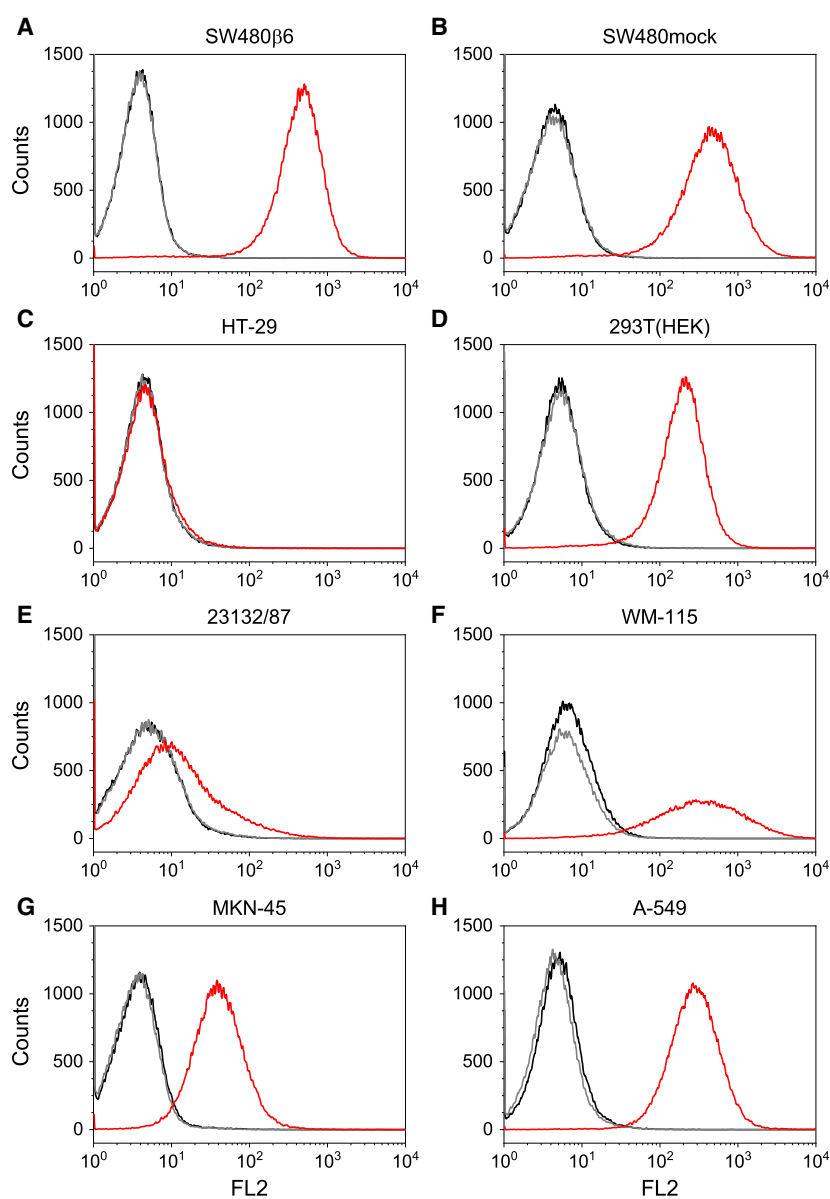 A
SW480β6
1500
1000
500
0
Counts
10⁰ 10¹ 10² 10³ 10⁴
B
SW480mock
1500
1000
500
0
10⁰ 10¹ 10² 10³ 10⁴
C
HT-29
1500
1000
500
0
Counts
10⁰ 10¹ 10² 10³ 10⁴
D
293T(HEK)
1500
1000
500
0
10⁰ 10¹ 10² 10³ 10⁴
E
23132/87
1500
1000
500
0
Counts
10⁰ 10¹ 10² 10³ 10⁴
F
WM-115
1500
1000
500
0
10⁰ 10¹ 10² 10³ 10⁴
G
MKN-45
1500
1000
500
0
Counts
10⁰ 10¹ 10² 10³ 10⁴
FL2
H
A-549
1500
1000
500
0
10⁰ 10¹ 10² 10³ 10⁴
FL2